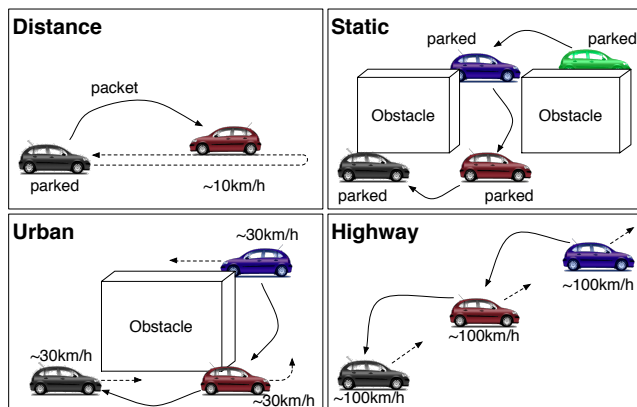 Distance
packet
parked
~10km/h
Static
parked
parked
Obstacle
Obstacle
parked
parked
Urban
~30km/h
Obstacle
~30km/h
~30km/h
Highway
~100km/h
~100km/h
~100km/h